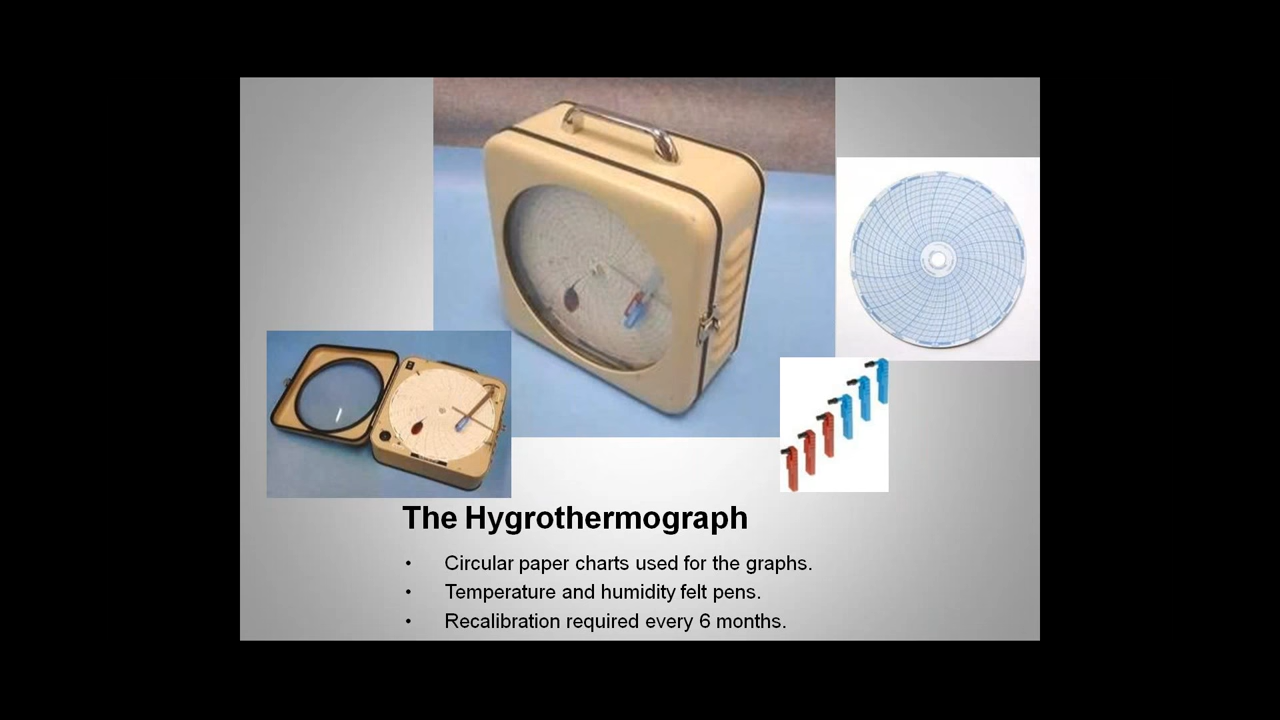 The Hygrothermograph
• Circular paper charts used for the graphs.
• Temperature and humidity felt pens.
• Recalibration required every 6 months.